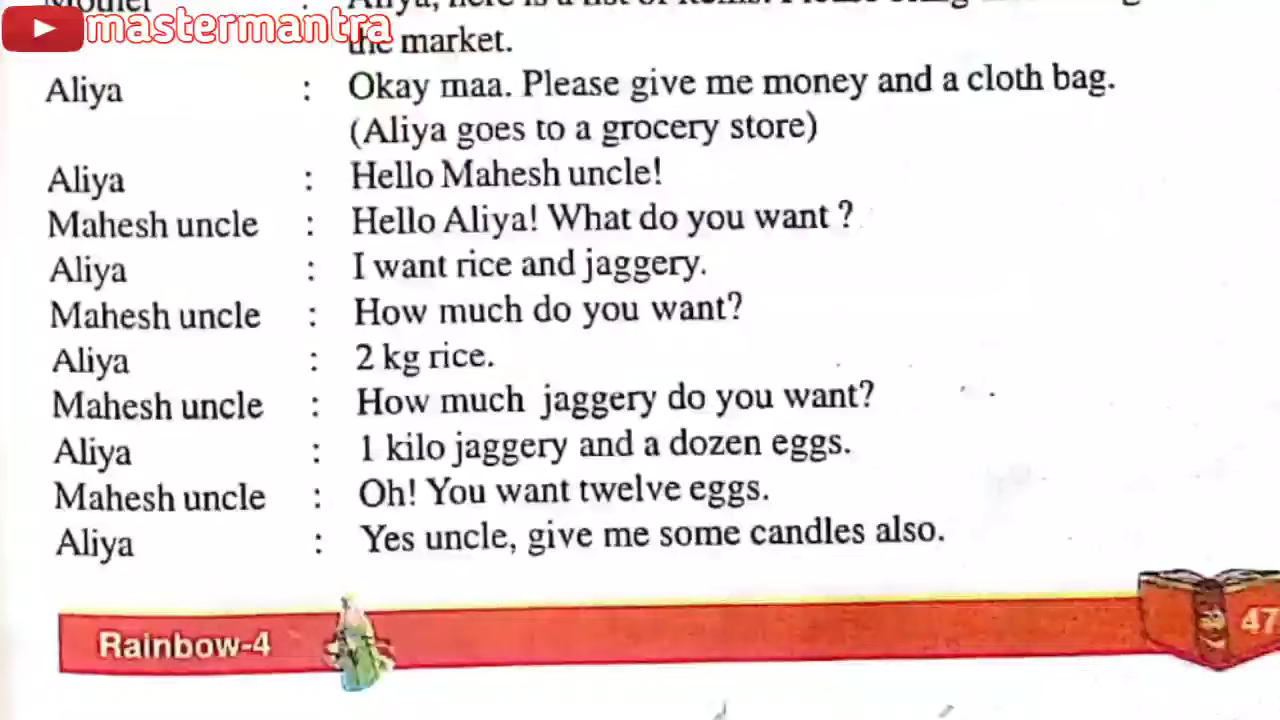 mastermantra
the market.
Aliya : Okay maa. Please give me money and a cloth bag.
(Aliya goes to a grocery store)
Aliya : Hello Mahesh uncle!
Mahesh uncle : Hello Aliya! What do you want ?
Aliya : I want rice and jaggery.
Mahesh uncle : How much do you want?
Aliya : 2 kg rice.
Mahesh uncle : How much jaggery do you want?
Aliya : 1 kilo jaggery and a dozen eggs.
Mahesh uncle : Oh! You want twelve eggs.
Aliya : Yes uncle, give me some candles also.
Rainbow-4 47